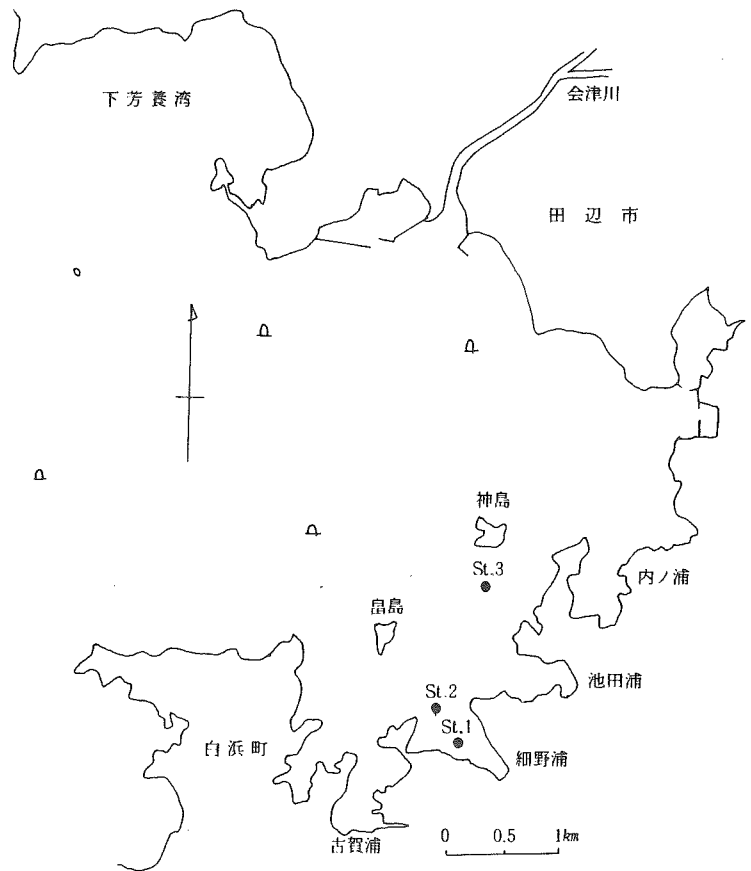 下芳養湾
会津川
田辺市
神島
St.3
内ノ浦
畠島
池田浦
St.2
St.1
白浜町
細野浦
古賀浦
0 0.5 1km